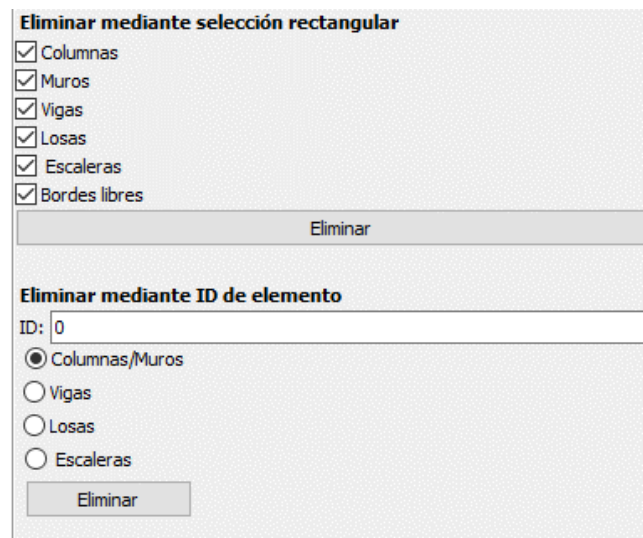 Eliminar mediante selección rectangular
Columnas
Muros
Vigas
Losas
Escaleras
Bordes libres
Eliminar
Eliminar mediante ID de elemento
ID: 0
Columnas/Muros
Vigas
Losas
Escaleras
Eliminar